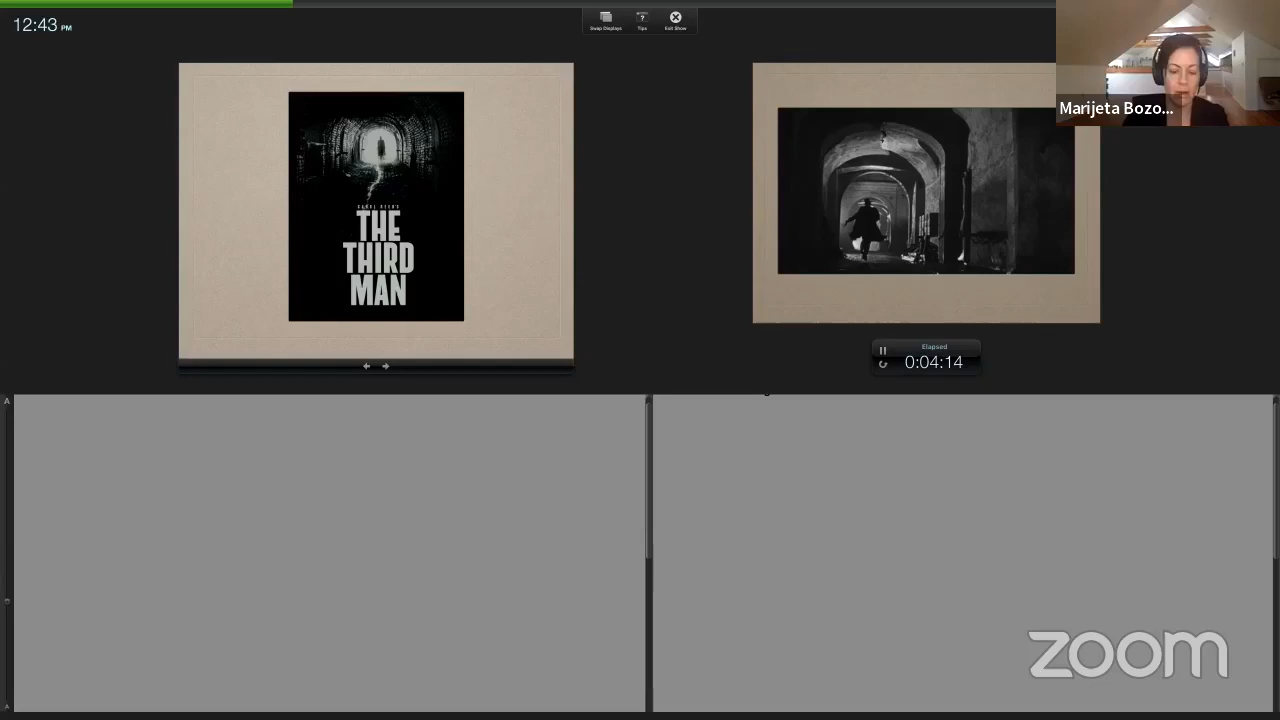 12:43 PM
Swap Displays
Tips
Exit Show
Marijeta Bozo...
CAROL REED'S
THE
THIRD
MAN
Elapsed
0:04:14
zoom